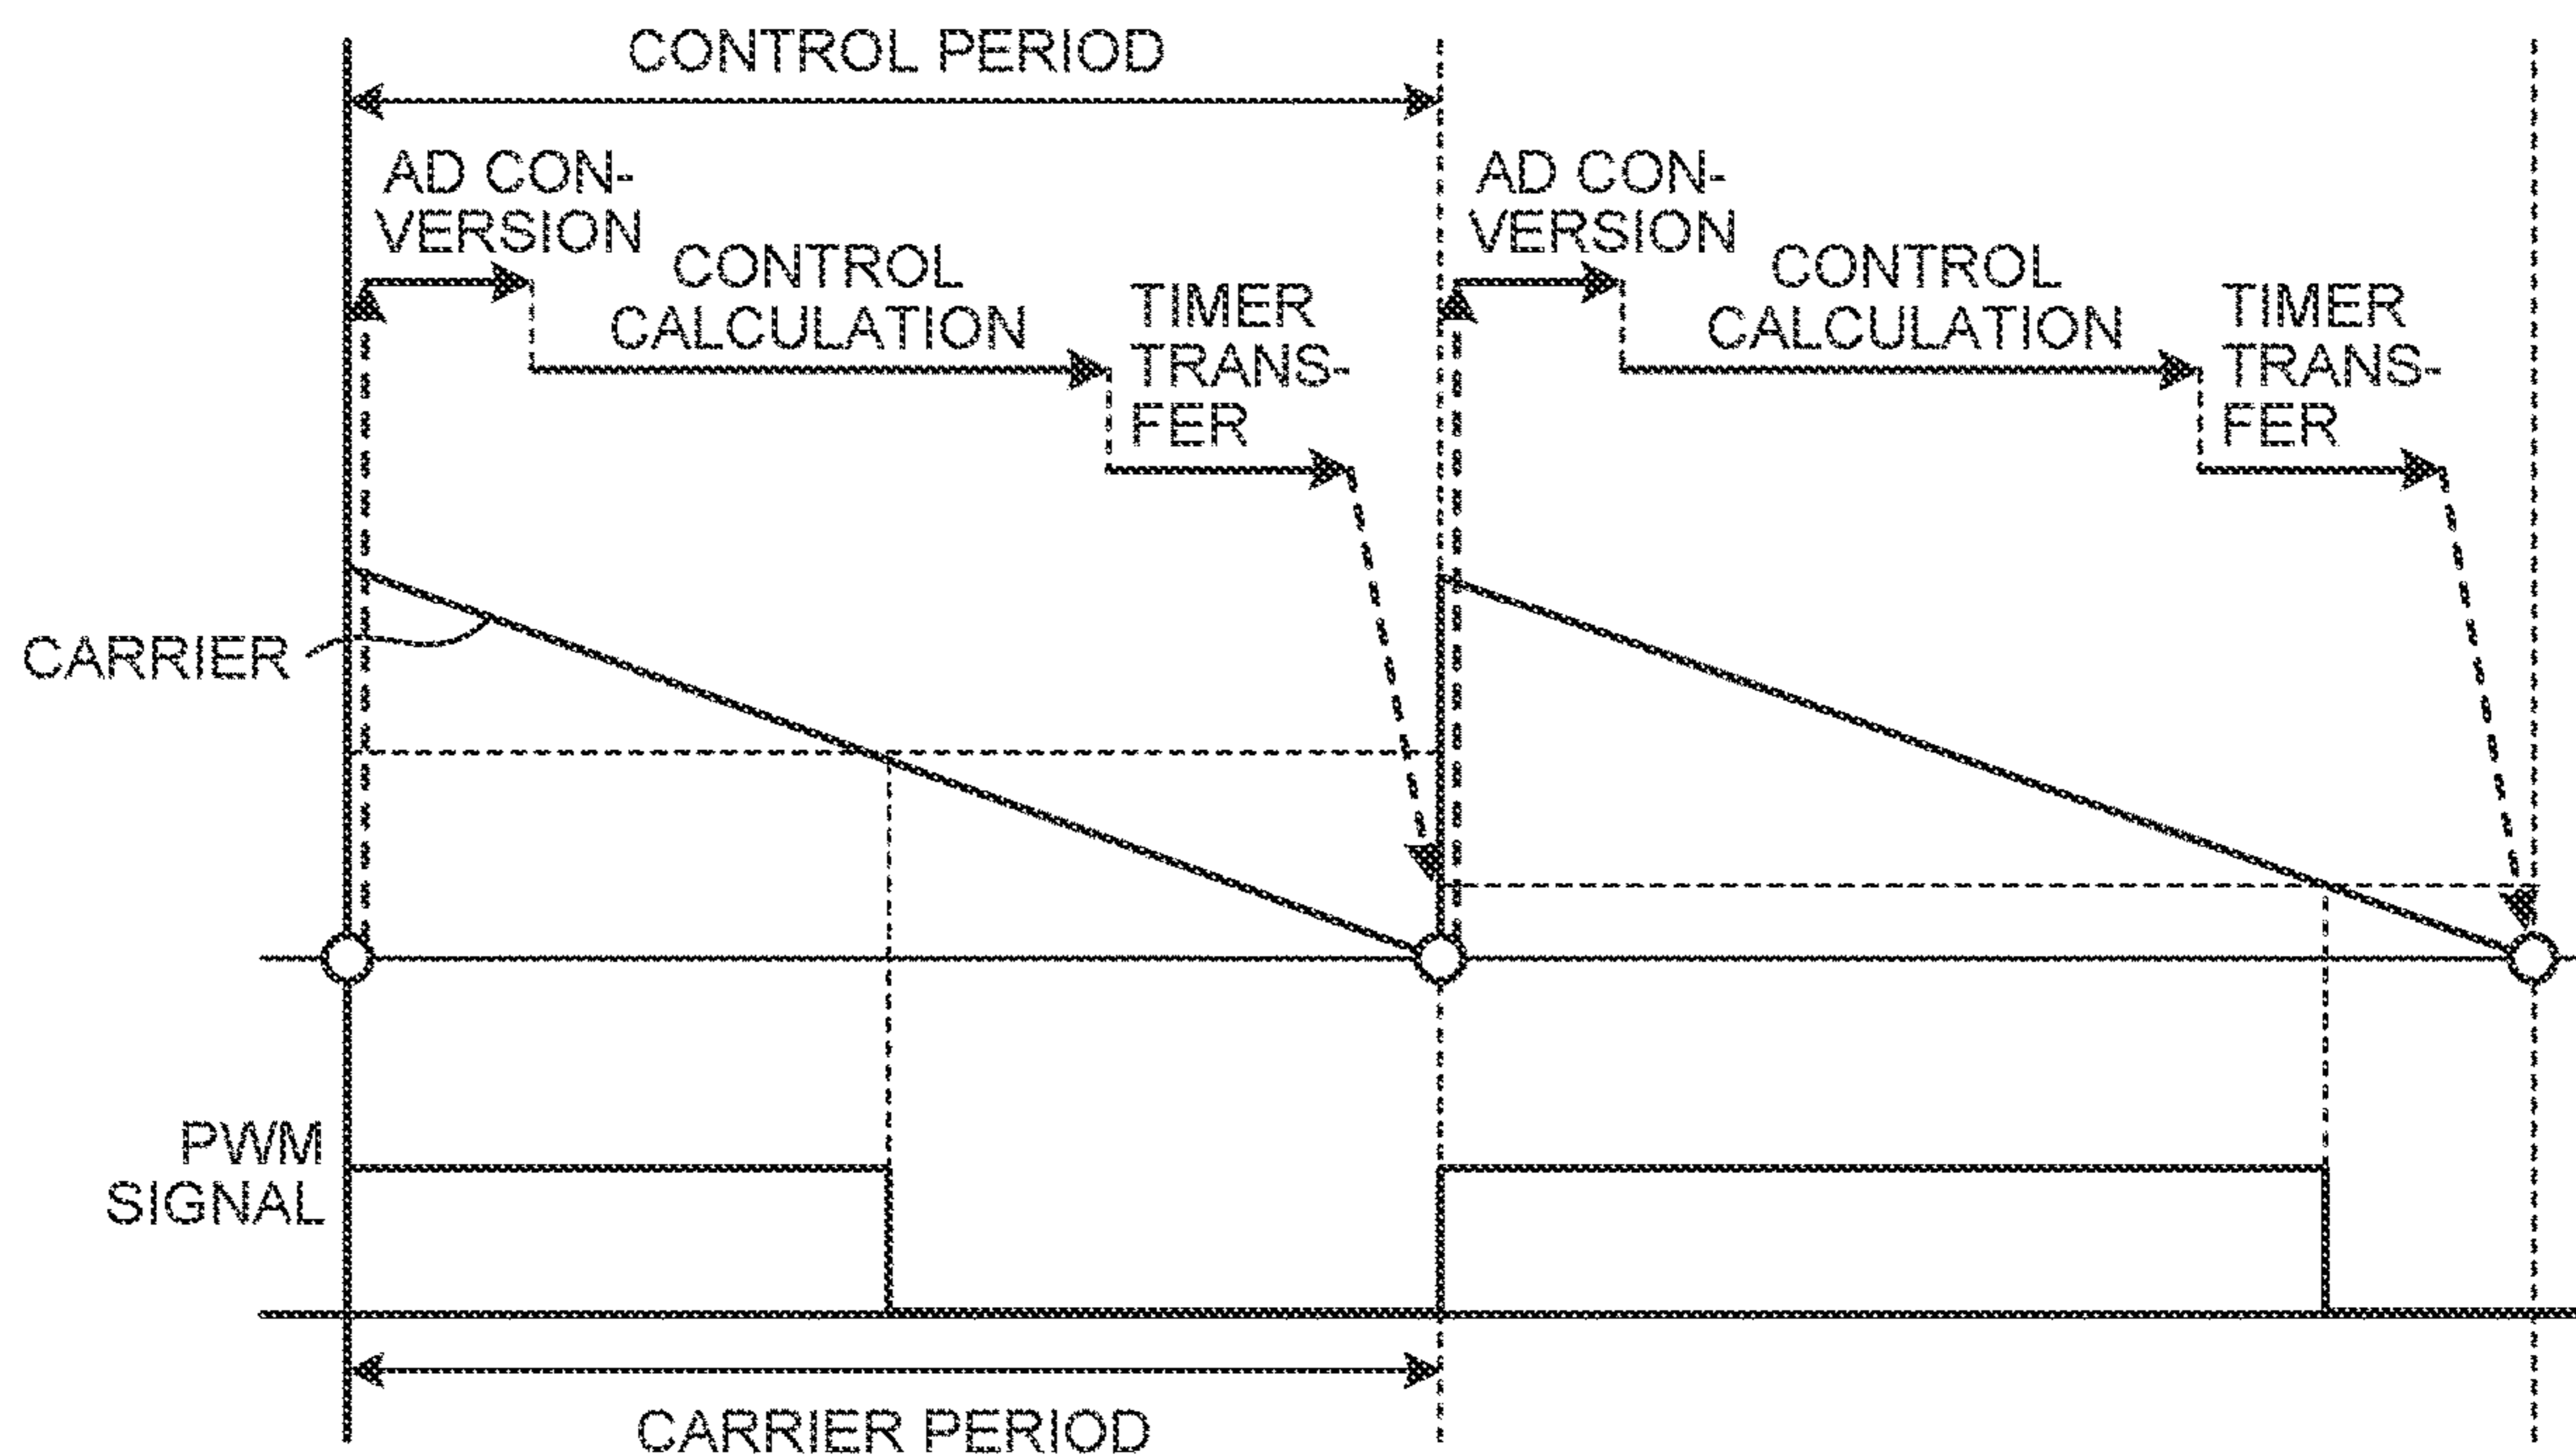 CONTROL PERIOD
AD CON-
VERSION
CONTROL
CALCULATION
TIMER
TRANS-
FER
AD CON-
VERSION
CONTROL
CALCULATION
TIMER
TRANS-
FER
CARRIER
PWM
SIGNAL
CARRIER PERIOD